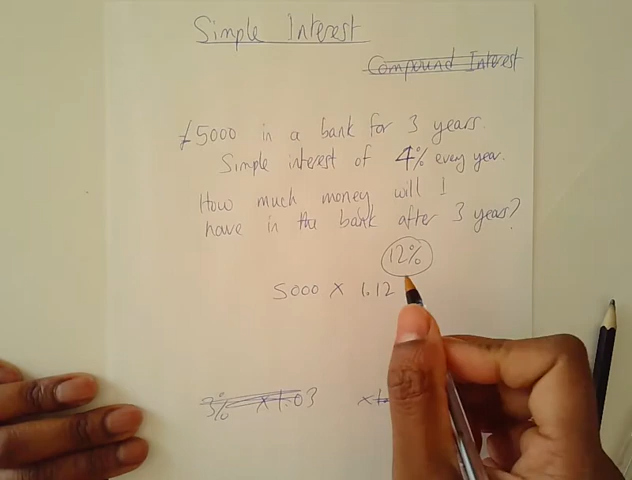 Simple Interest
Compound Interest
£5000 in a bank for 3 years.
Simple interest of 4% every year.
How much money will I
have in the bank after 3 years?
12%
5000 x 1.12
3% x 1.03